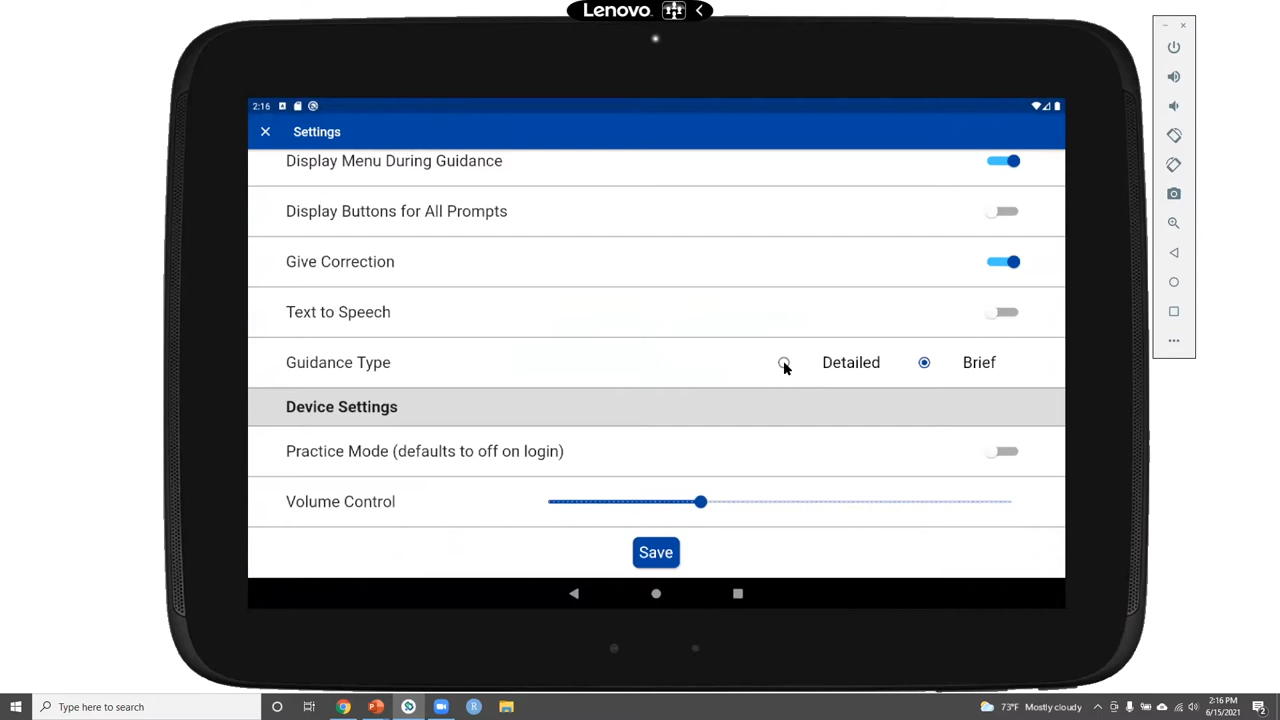 Lenovo
2:16
Settings
Display Menu During Guidance
Display Buttons for All Prompts
Give Correction
Text to Speech
Guidance Type Detailed Brief
Device Settings
Practice Mode (defaults to off on login)
Volume Control
Save
Type here to search
73°F Mostly cloudy
2:16 PM
6/15/2021
2